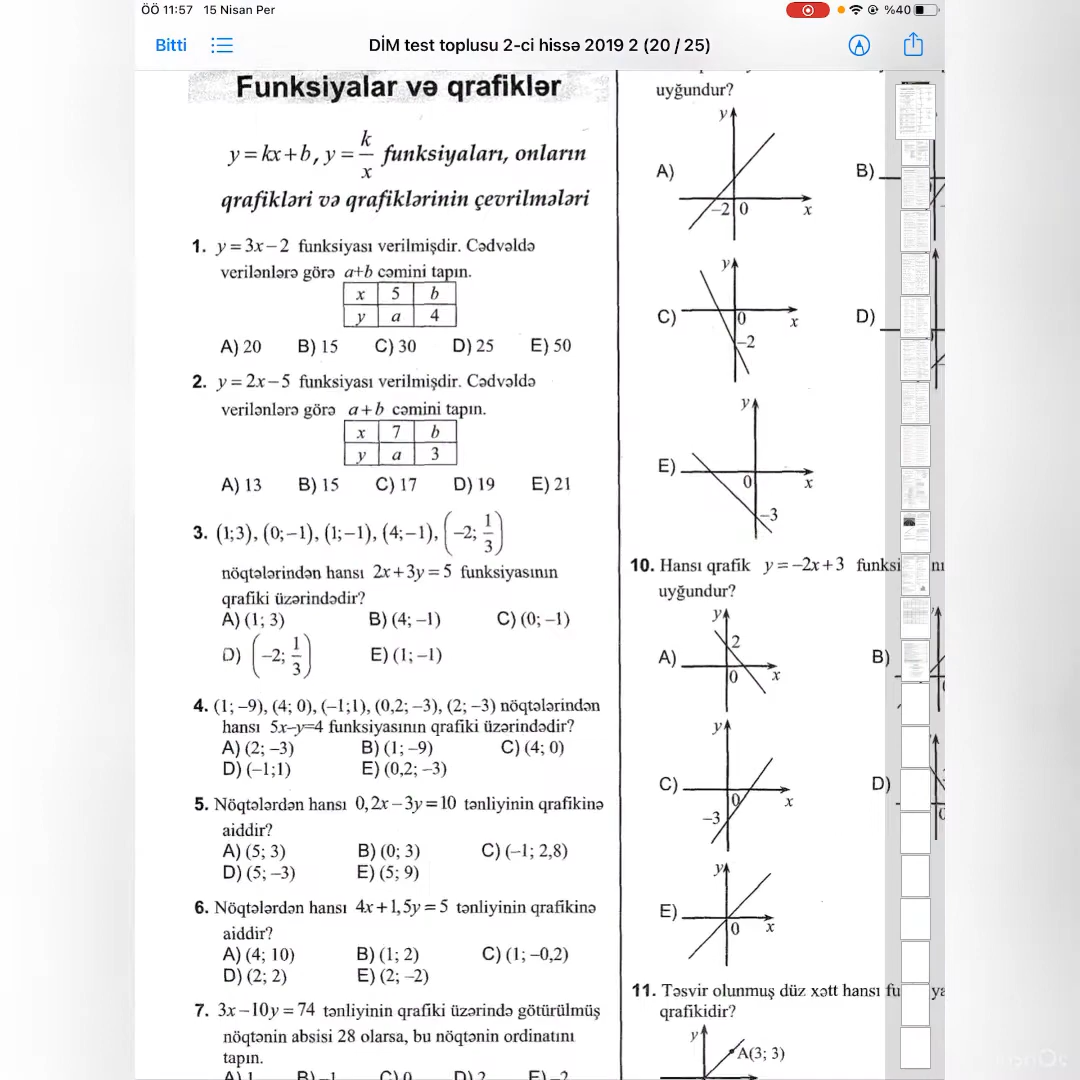 ÖÖ 11:57 15 Nisan Per
%40
Bitti
DİM test toplusu 2-ci hissə 2019 2 (20 / 25)
Funksiyalar və qrafiklər
y=kx+b, y=k/x funksiyaları, onların
qrafikləri və qrafiklərinin çevrilmələri
1. y=3x−2 funksiyası verilmişdir. Cədvəldə
verilənlərə görə a+b cəmini tapın.
x 5 b
y a 4
A) 20 B) 15 C) 30 D) 25 E) 50
2. y=2x−5 funksiyası verilmişdir. Cədvəldə
verilənlərə görə a+b cəmini tapın.
x 7 b
y a 3
A) 13 B) 15 C) 17 D) 19 E) 21
3. (1;3), (0;−1), (1;−1), (4;−1), (−2; 1/3)
nöqtələrindən hansı 2x+3y=5 funksiyasının
qrafiki üzərindədir?
A) (1; 3) B) (4; −1) C) (0; −1)
D) (−2; 1/3) E) (1; −1)
4. (1; −9), (4; 0), (−1;1), (0,2; −3), (2; −3) nöqtələrindən
hansı 5x−y=4 funksiyasının qrafiki üzərindədir?
A) (2; −3) B) (1; −9) C) (4; 0)
D) (−1;1) E) (0,2; −3)
5. Nöqtələrdən hansı 0,2x−3y=10 tənliyinin qrafikinə
aiddir?
A) (5; 3) B) (0; 3) C) (−1; 2,8)
D) (5; −3) E) (5; 9)
6. Nöqtələrdən hansı 4x+1,5y=5 tənliyinin qrafikinə
aiddir?
A) (4; 10) B) (1; 2) C) (1; −0,2)
D) (2; 2) E) (2; −2)
7. 3x−10y=74 tənliyinin qrafiki üzərində götürülmüş
nöqtənin absisi 28 olarsa, bu nöqtənin ordinatını
tapın.
A) 1 B) −1 C) 0 D) 2 E) −2
uyğundur?
A) y −2 0 x
B)
C) y 0 x −2
D)
E) y 0 x −3
10. Hansı qrafik y=−2x+3 funksi
uyğundur?
A) y 2 0 x
B)
C) y 0 x −3
D)
E) y 0 x
11. Təsvir olunmuş düz xətt hansı fu
qrafikidir?
y A(3; 3)